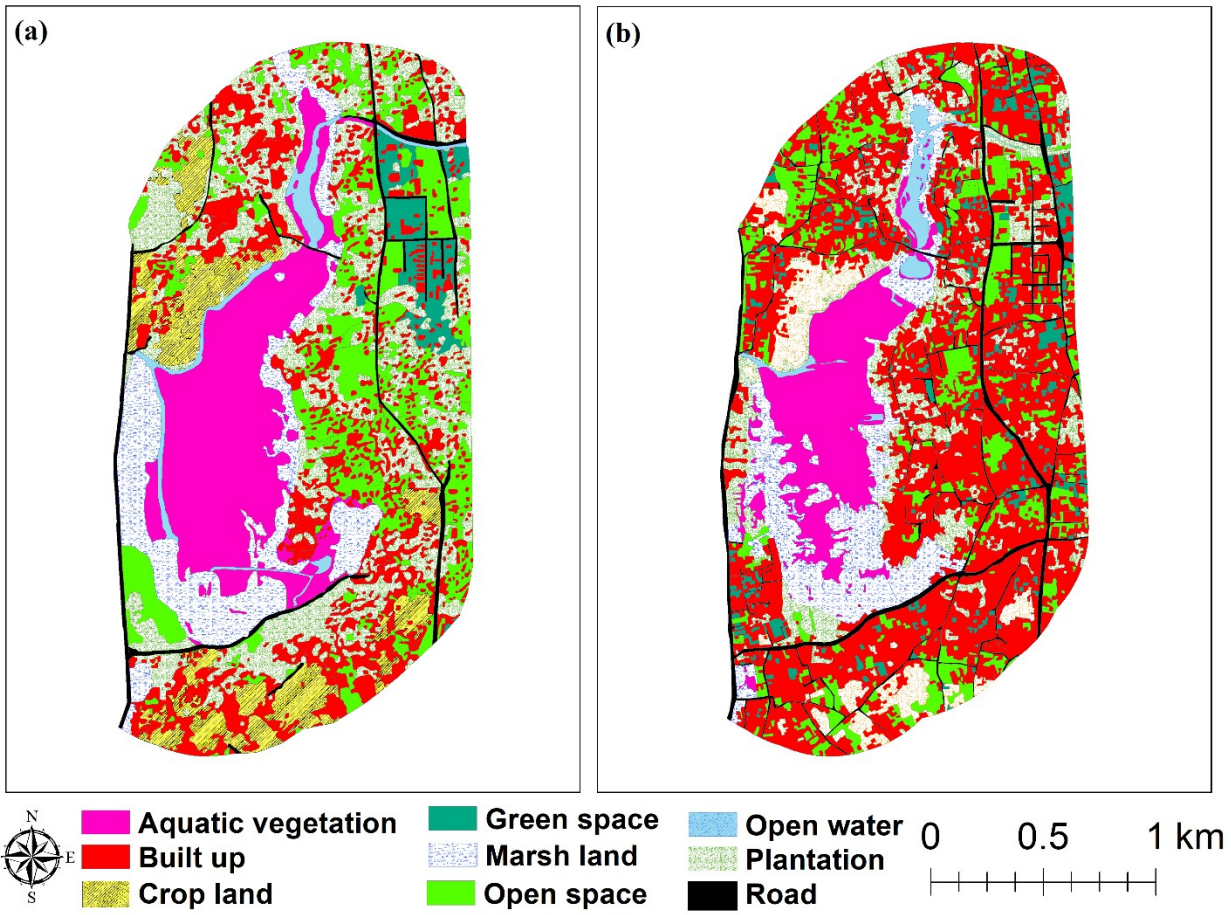 (a)
(b)
N
E
S
Aquatic vegetation
Built up
Crop land
Green space
Marsh land
Open space
Open water
Plantation
Road
0 0.5 1 km